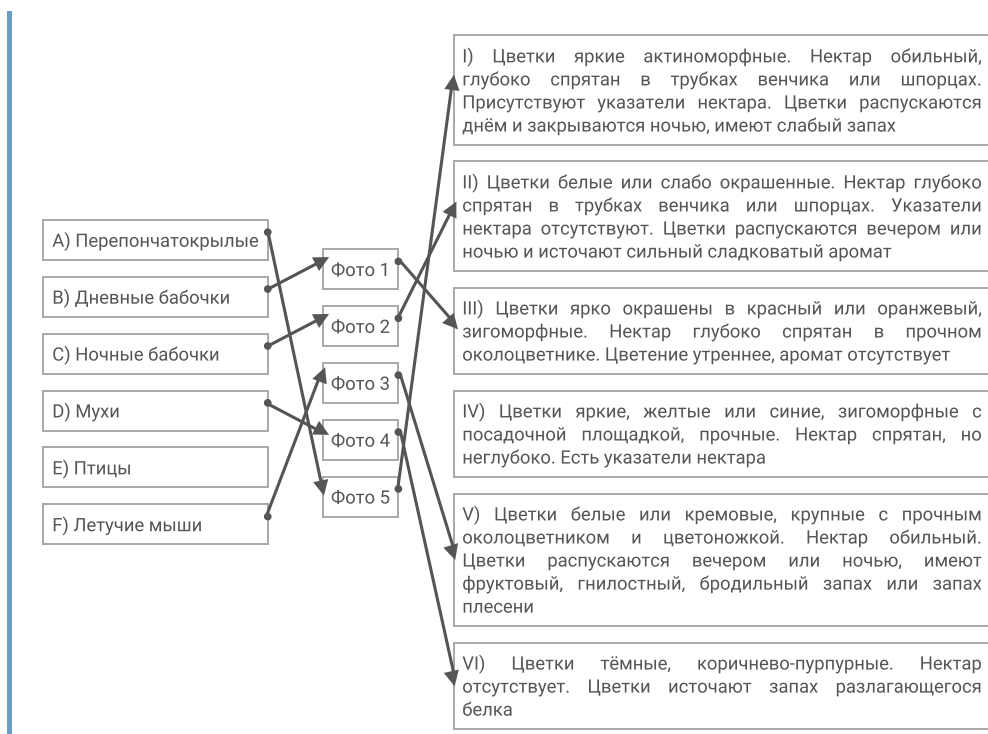 A) Перепончатокрылые
B) Дневные бабочки
C) Ночные бабочки
D) Мухи
E) Птицы
F) Летучие мыши
Фото 1
Фото 2
Фото 3
Фото 4
Фото 5
I) Цветки яркие актиноморфные. Нектар обильный,
глубоко спрятан в трубках венчика или шпорцах.
Присутствуют указатели нектара. Цветки распускаются
днём и закрываются ночью, имеют слабый запах
II) Цветки белые или слабо окрашенные. Нектар глубоко
спрятан в трубках венчика или шпорцах. Указатели
нектара отсутствуют. Цветки распускаются вечером или
ночью и источают сильный сладковатый аромат
III) Цветки ярко окрашены в красный или оранжевый,
зигоморфные. Нектар глубоко спрятан в прочном
околоцветнике. Цветение утреннее, аромат отсутствует
IV) Цветки яркие, желтые или синие, зигоморфные с
посадочной площадкой, прочные. Нектар спрятан, но
неглубоко. Есть указатели нектара
V) Цветки белые или кремовые, крупные с прочным
околоцветником и цветоножкой. Нектар обильный.
Цветки распускаются вечером или ночью, имеют
фруктовый, гнилостный, бродильный запах или запах
плесени
VI) Цветки тёмные, коричнево-пурпурные. Нектар
отсутствует. Цветки источают запах разлагающегося
белка